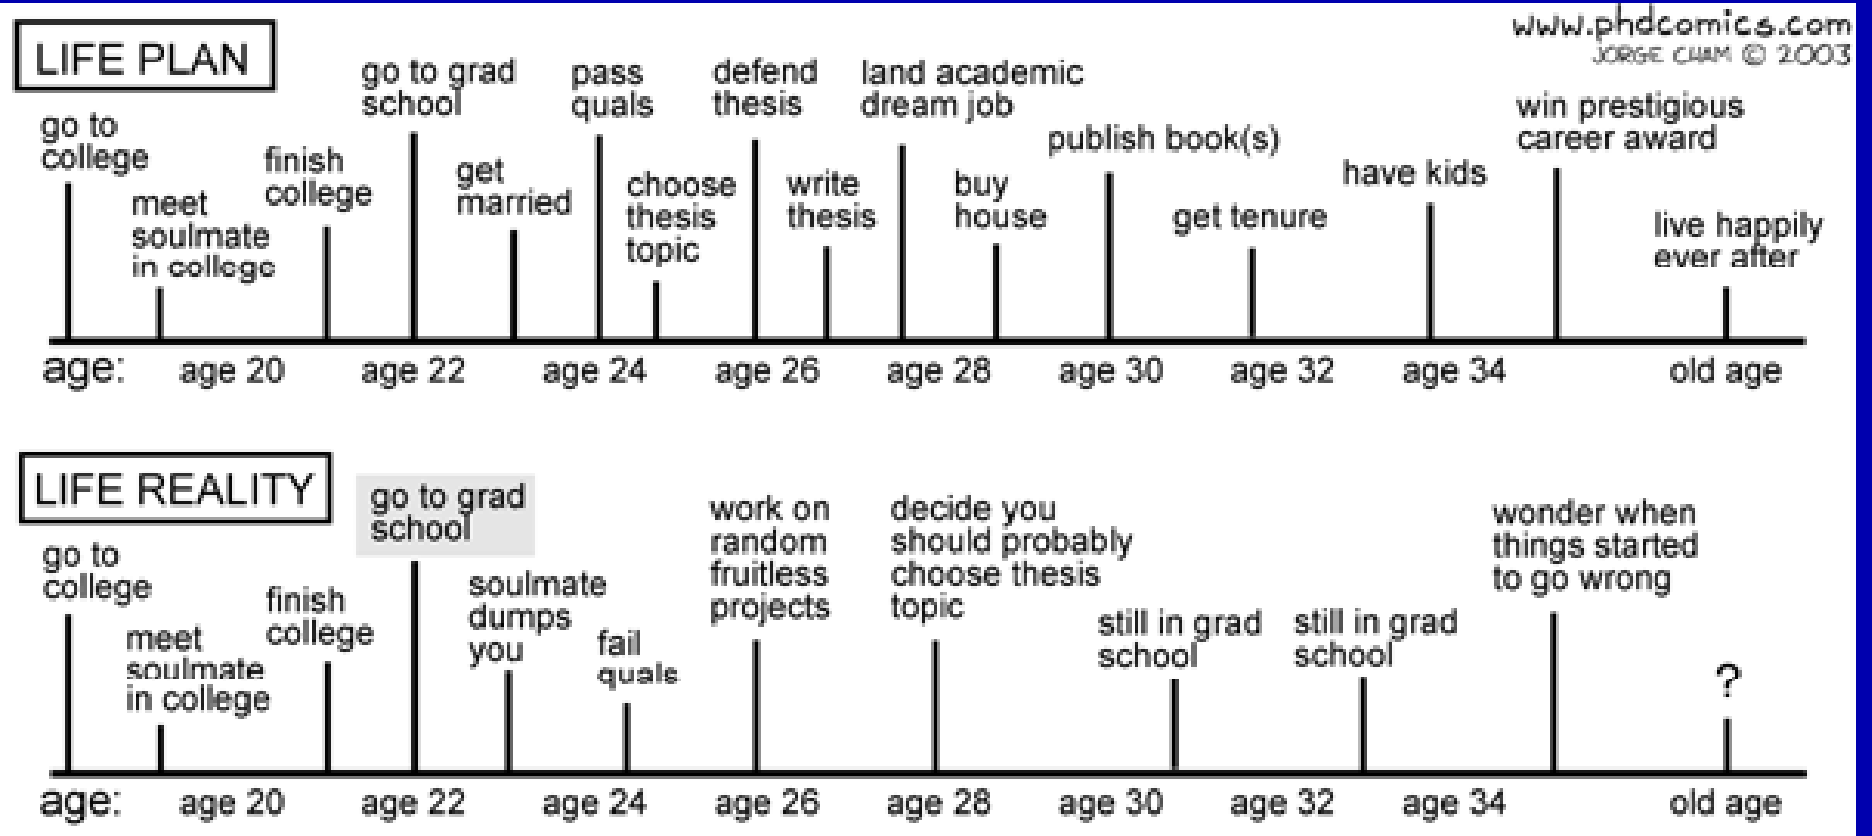 www.phdcomics.com
JORGE CHAM © 2003
LIFE PLAN
go to
college
meet
soulmate
in college
finish
college
go to grad
school
get
married
pass
quals
choose
thesis
topic
defend
thesis
write
thesis
land academic
dream job
buy
house
publish book(s)
get tenure
have kids
win prestigious
career award
live happily
ever after
age:
age 20
age 22
age 24
age 26
age 28
age 30
age 32
age 34
old age
LIFE REALITY
go to
college
meet
soulmate
in college
finish
college
go to grad
school
soulmate
dumps
you
fail
quals
work on
random
fruitless
projects
decide you
should probably
choose thesis
topic
still in grad
school
still in grad
school
wonder when
things started
to go wrong
?
age:
age 20
age 22
age 24
age 26
age 28
age 30
age 32
age 34
old age